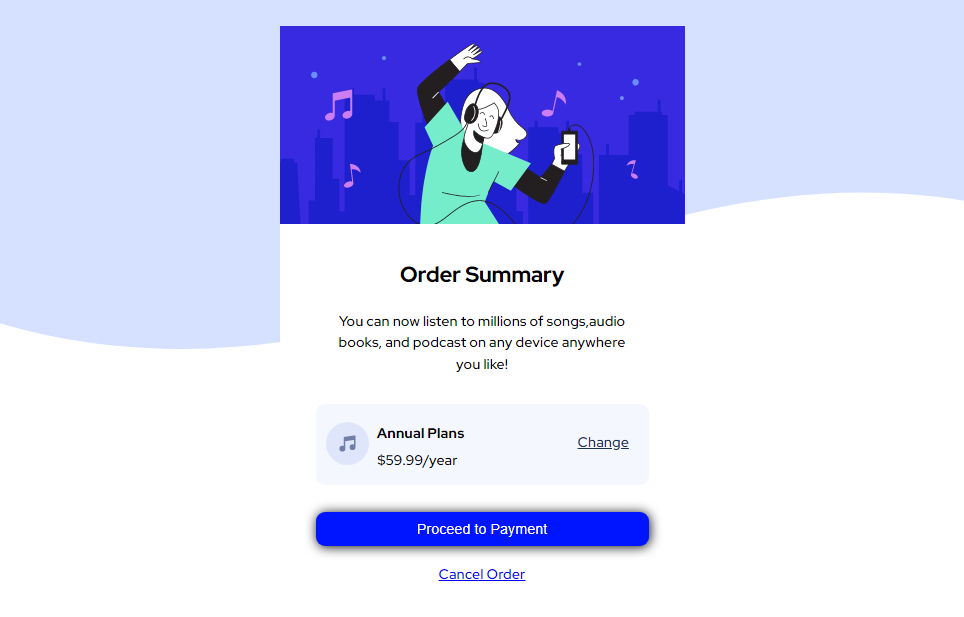 Order Summary
You can now listen to millions of songs,audio
books, and podcast on any device anywhere
you like!
Annual Plans
$59.99/year
Change
Proceed to Payment
Cancel Order